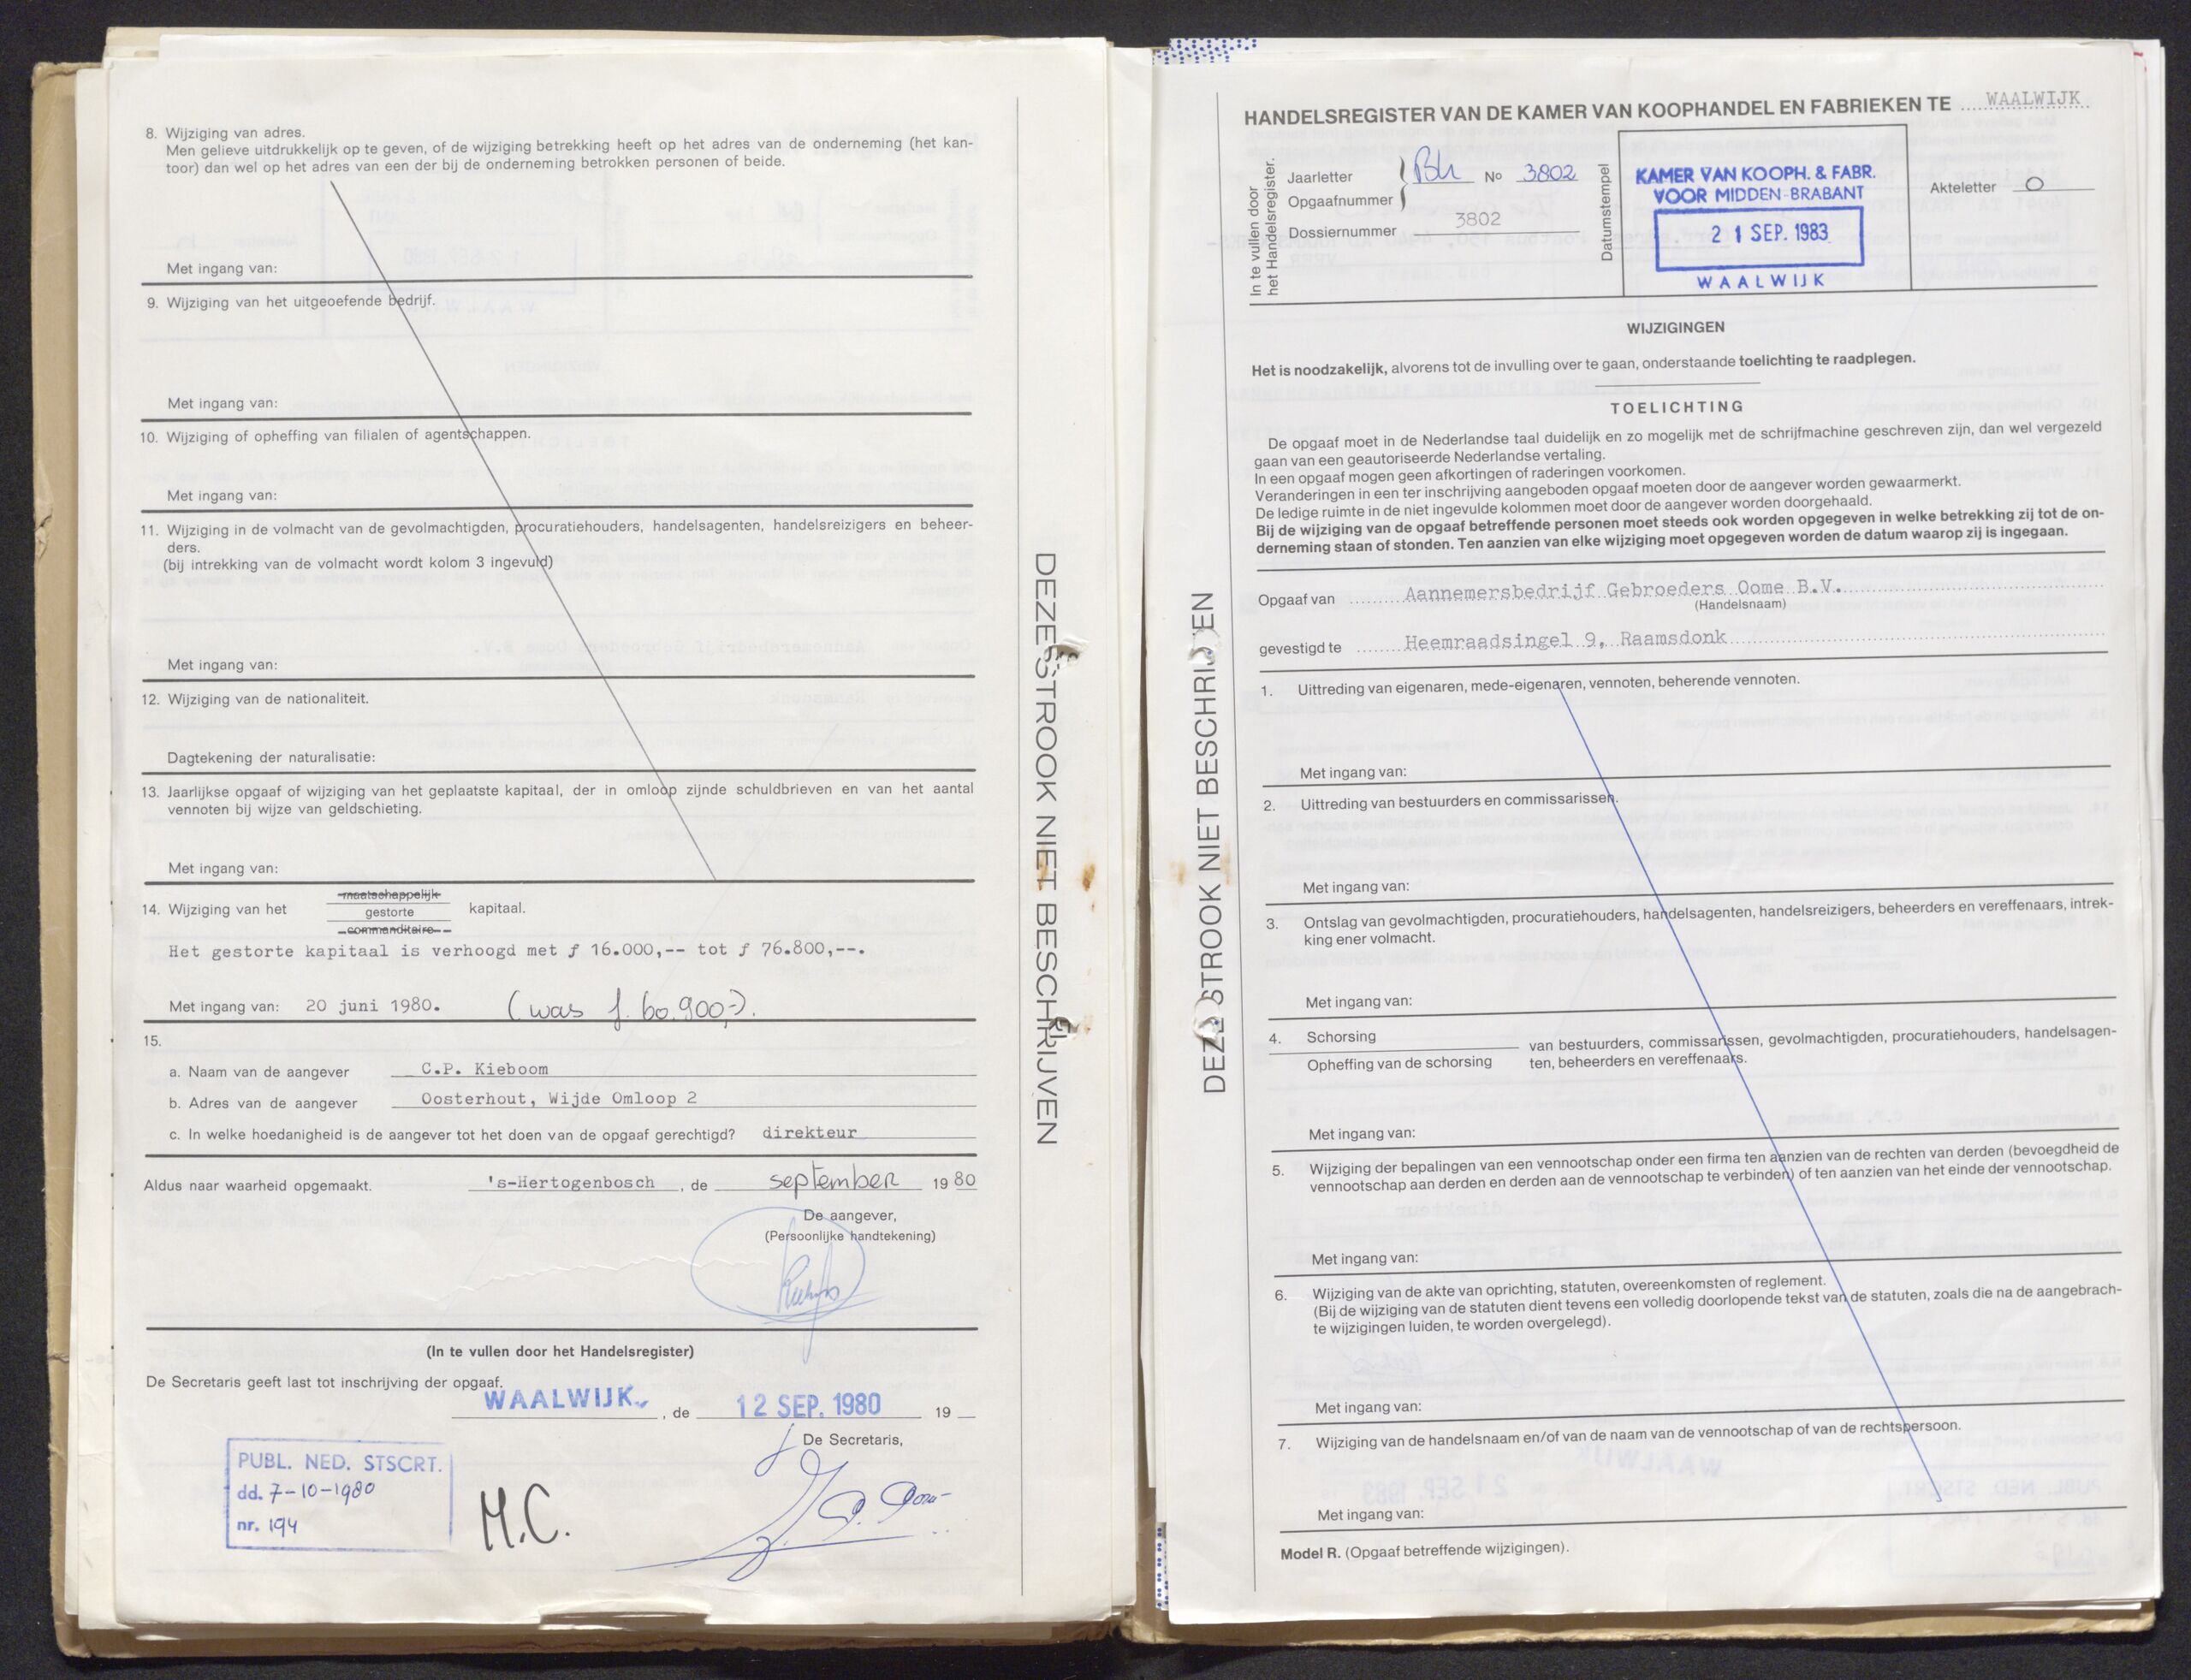 8. Wijziging van adres.
Men gelieve uitdrukkelijk op te geven, of de wijziging betrekking heeft op het adres van de onderneming (het kan-
toor) dan wel op het adres van een der bij de onderneming betrokken personen of beide.
Met ingang van:
9. Wijziging van het uitgeoefende bedrijf.
Met ingang van:
10. Wijziging of opheffing van filialen of agentschappen.
Met ingang van:
11. Wijziging in de volmacht van de gevolmachtigden, procuratiehouders, handelsagenten, handelsreizigers en beheer-
ders.
(bij intrekking van de volmacht wordt kolom 3 ingevuld)
Met ingang van:
12. Wijziging van de nationaliteit.
Dagtekening der naturalisatie:
13. Jaarlijkse opgaaf of wijziging van het geplaatste kapitaal, der in omloop zijnde schuldbrieven en van het aantal
vennoten bij wijze van geldschieting.
Met ingang van:
maatschappelijk
14. Wijziging van het gestorte kapitaal.
commanditaire
Het gestorte kapitaal is verhoogd met ƒ 16.000,-- tot ƒ 76.800,--.
Met ingang van: 20 juni 1980. (was f. 60.900,-).
15.
a. Naam van de aangever C.P. Kieboom
b. Adres van de aangever Oosterhout, Wijde Omloop 2
c. In welke hoedanigheid is de aangever tot het doen van de opgaaf gerechtigd? direkteur
Aldus naar waarheid opgemaakt. 's-Hertogenbosch, de september 1980
De aangever,
(Persoonlijke handtekening)
(In te vullen door het Handelsregister)
De Secretaris geeft last tot inschrijving der opgaaf.
WAALWIJK, de 12 SEP. 1980 19
De Secretaris,
PUBL. NED. STSCRT.
dd. 7-10-1980
nr. 194
M.C.
DEZE STROOK NIET BESCHRIJVEN
DEZE STROOK NIET BESCHRIJVEN
HANDELSREGISTER VAN DE KAMER VAN KOOPHANDEL EN FABRIEKEN TE WAALWIJK
In te vullen door
het Handelsregister.
Jaarletter
Opgaafnummer
Bh No 3802
Dossiernummer 3802
Datumstempel
KAMER VAN KOOPH. & FABR.
VOOR MIDDEN-BRABANT
21 SEP. 1983
WAALWIJK
Akteletter O
WIJZIGINGEN
Het is noodzakelijk, alvorens tot de invulling over te gaan, onderstaande toelichting te raadplegen.
TOELICHTING
De opgaaf moet in de Nederlandse taal duidelijk en zo mogelijk met de schrijfmachine geschreven zijn, dan wel vergezeld
gaan van een geautoriseerde Nederlandse vertaling.
In een opgaaf mogen geen afkortingen of raderingen voorkomen.
Veranderingen in een ter inschrijving aangeboden opgaaf moeten door de aangever worden gewaarmerkt.
De ledige ruimte in de niet ingevulde kolommen moet door de aangever worden doorgehaald.
Bij de wijziging van de opgaaf betreffende personen moet steeds ook worden opgegeven in welke betrekking zij tot de on-
derneming staan of stonden. Ten aanzien van elke wijziging moet opgegeven worden de datum waarop zij is ingegaan.
Opgaaf van Aannemersbedrijf Gebroeders Oome B.V.
(Handelsnaam)
gevestigd te Heemraadsingel 9, Raamsdonk
1. Uittreding van eigenaren, mede-eigenaren, vennoten, beherende vennoten.
Met ingang van:
2. Uittreding van bestuurders en commissarissen.
Met ingang van:
3. Ontslag van gevolmachtigden, procuratiehouders, handelsagenten, handelsreizigers, beheerders en vereffenaars, intrek-
king ener volmacht.
Met ingang van:
4. Schorsing van bestuurders, commissarissen, gevolmachtigden, procuratiehouders, handelsagen-
Opheffing van de schorsing ten, beheerders en vereffenaars.
Met ingang van:
5. Wijziging der bepalingen van een vennootschap onder een firma ten aanzien van de rechten van derden (bevoegdheid de
vennootschap aan derden en derden aan de vennootschap te verbinden) of ten aanzien van het einde der vennootschap.
Met ingang van:
6. Wijziging van de akte van oprichting, statuten, overeenkomsten of reglement.
(Bij de wijziging van de statuten dient tevens een volledig doorlopende tekst van de statuten, zoals die na de aangebrach-
te wijzigingen luiden, te worden overgelegd).
Met ingang van:
7. Wijziging van de handelsnaam en/of van de naam van de vennootschap of van de rechtspersoon.
Met ingang van:
Model R. (Opgaaf betreffende wijzigingen).